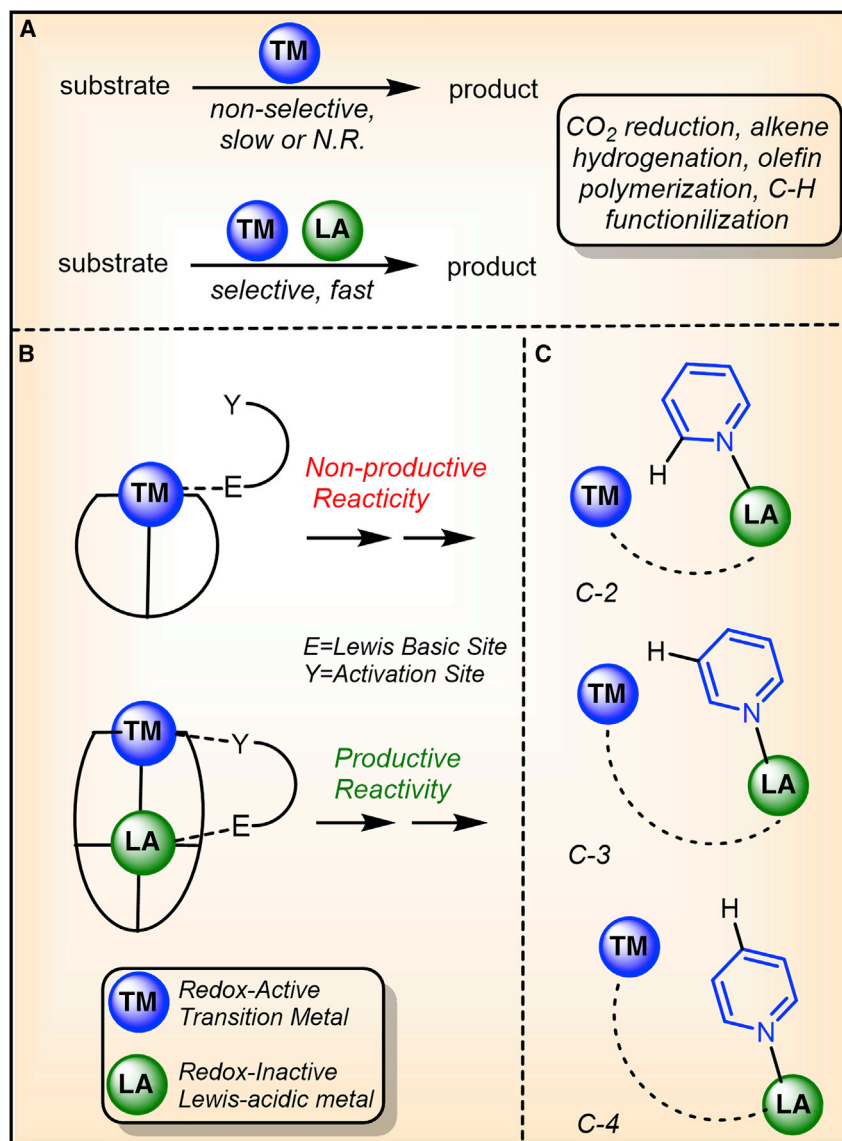 A
TM
substrate
product
non-selective,
slow or N.R.
CO₂ reduction, alkene
hydrogenation, olefin
polymerization, C-H
functionilization
TM LA
substrate
product
selective, fast
B
Y
TM
E
Non-productive
Reacticity
E=Lewis Basic Site
Y=Activation Site
TM
Y
LA
E
Productive
Reactivity
TM
Redox-Active
Transition Metal
LA
Redox-Inactive
Lewis-acidic metal
C
N
H
TM
LA
C-2
H
TM
N
LA
C-3
H
TM
N
LA
C-4